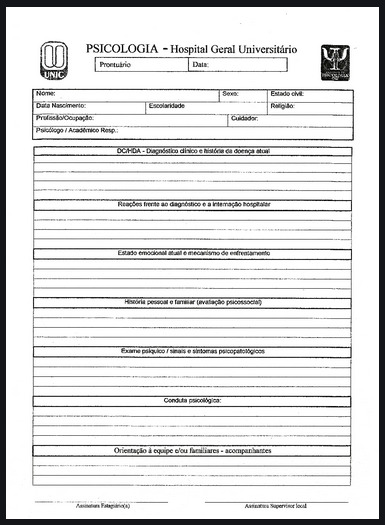 PSICOLOGIA - Hospital Geral Universitário
UNIC
PSICOLOGIA
Prontuário Data:
Nome: Sexo: Estado civil:
Data Nascimento: Escolaridade Religião:
Profissão/Ocupação: Cuidador:
Psicólogo / Acadêmico Resp.:
DC/HDA - Diagnóstico clínico e história da doença atual
Reações frente ao diagnóstico e a internação hospitalar
Estado emocional atual e mecanismo de enfrentamento
História pessoal e familiar (avaliação psicossocial)
Exame psíquico / sinais e sintomas psicopatológicos
Conduta psicológica:
Orientação à equipe e/ou familiares - acompanhantes
Assinatura Estagiário(a) Assinatura Supervisor local